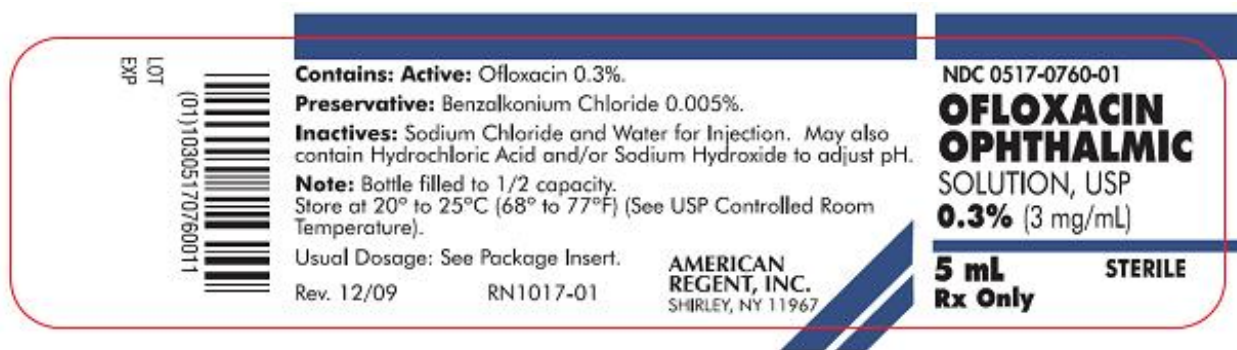 LOT
EXP
(01)10305170760011
Contains: Active: Ofloxacin 0.3%.
Preservative: Benzalkonium Chloride 0.005%.
Inactives: Sodium Chloride and Water for Injection. May also
contain Hydrochloric Acid and/or Sodium Hydroxide to adjust pH.
Note: Bottle filled to 1/2 capacity.
Store at 20° to 25°C (68° to 77°F) (See USP Controlled Room
Temperature).
Usual Dosage: See Package Insert.
Rev. 12/09 RN1017-01
AMERICAN
REGENT, INC.
SHIRLEY, NY 11967
NDC 0517-0760-01
OFLOXACIN
OPHTHALMIC
SOLUTION, USP
0.3% (3 mg/mL)
5 mL STERILE
Rx Only